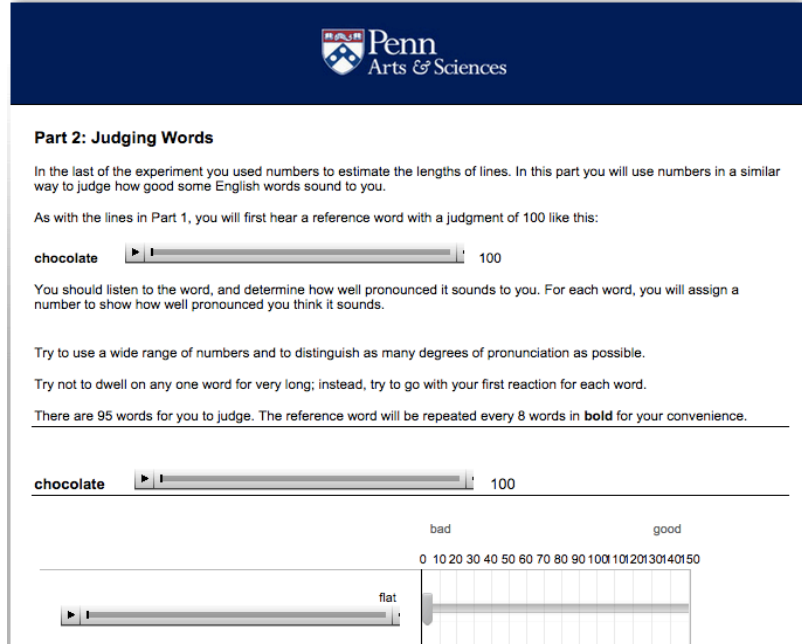 Penn
Arts & Sciences
Part 2: Judging Words
In the last of the experiment you used numbers to estimate the lengths of lines. In this part you will use numbers in a similar
way to judge how good some English words sound to you.
As with the lines in Part 1, you will first hear a reference word with a judgment of 100 like this:
chocolate 100
You should listen to the word, and determine how well pronounced it sounds to you. For each word, you will assign a
number to show how well pronounced you think it sounds.
Try to use a wide range of numbers and to distinguish as many degrees of pronunciation as possible.
Try not to dwell on any one word for very long; instead, try to go with your first reaction for each word.
There are 95 words for you to judge. The reference word will be repeated every 8 words in bold for your convenience.
chocolate 100
bad good
0 10 20 30 40 50 60 70 80 90 100 110 120 130 140 150
flat